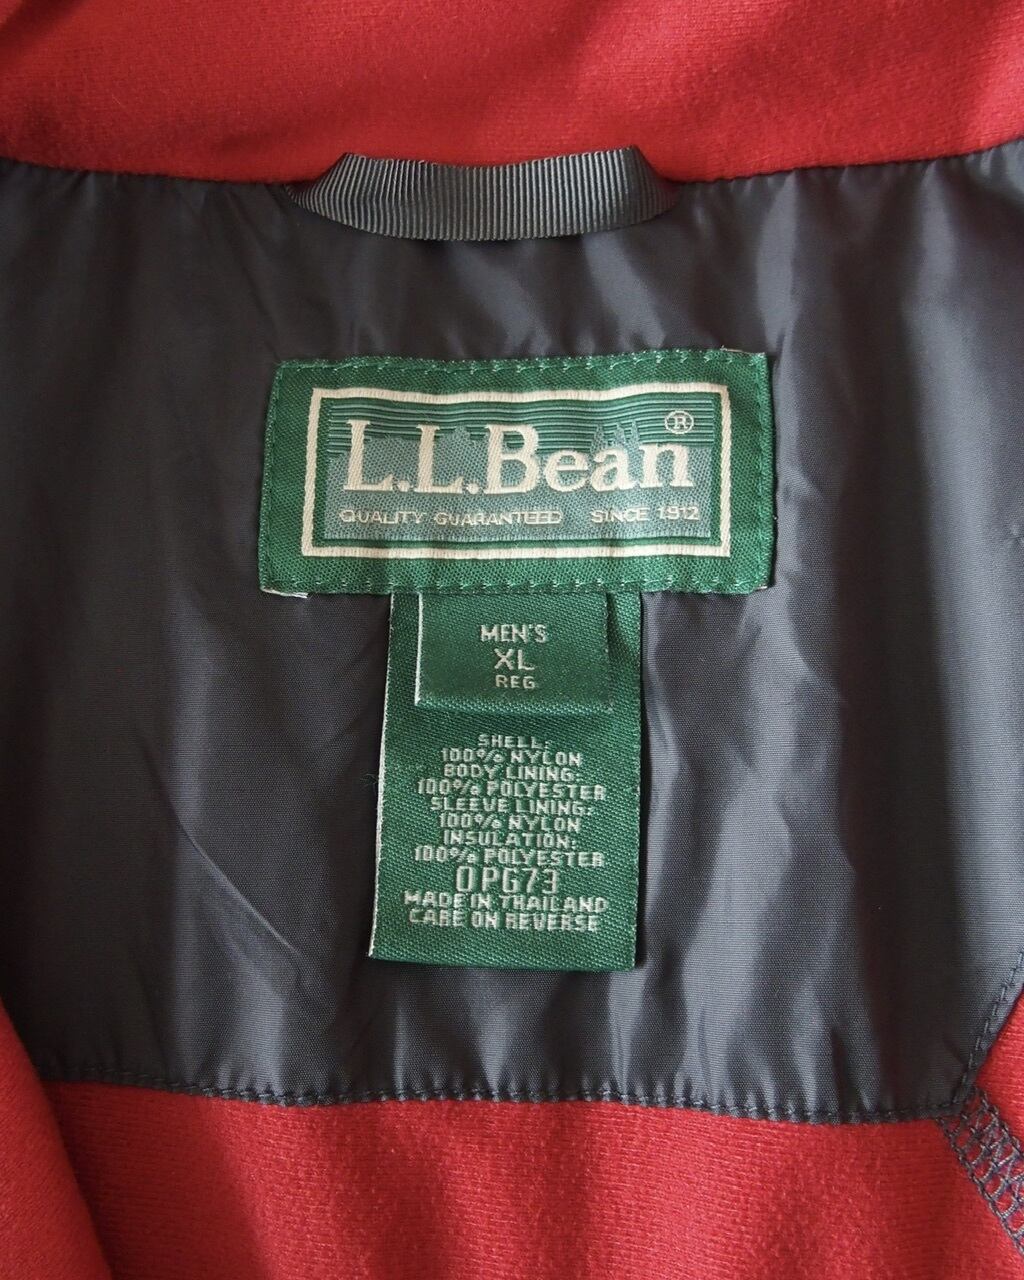 L.L.Bean®
QUALITY GUARANTEED SINCE 1912
MEN'S
XL
REG
SHELL:
100% NYLON
BODY LINING:
100% POLYESTER
SLEEVE LINING:
100% NYLON
INSULATION:
100% POLYESTER
0PG73
MADE IN THAILAND
CARE ON REVERSE